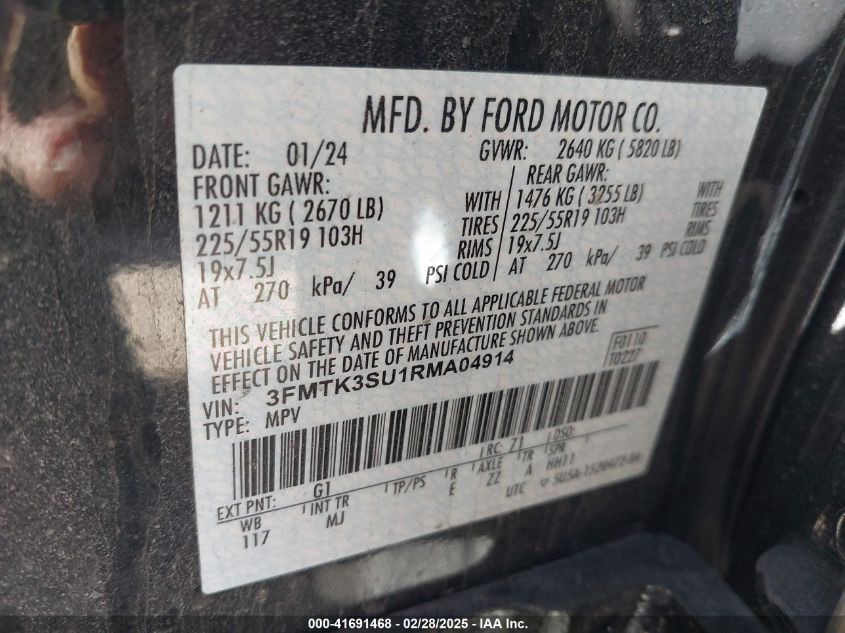 MFD. BY FORD MOTOR CO.
DATE: 01/24 GVWR: 2640 KG ( 5820 LB)
FRONT GAWR: REAR GAWR:
1211 KG ( 2670 LB) WITH 1476 KG ( 3255 LB) WITH
225/55R19 103H TIRES 225/55R19 103H TIRES
19x7.5J RIMS 19x7.5J RIMS
AT 270 kPa/ 39 PSI COLD AT 270 kPa/ 39 PSI COLD
THIS VEHICLE CONFORMS TO ALL APPLICABLE FEDERAL MOTOR
VEHICLE SAFETY AND THEFT PREVENTION STANDARDS IN
EFFECT ON THE DATE OF MANUFACTURE SHOWN ABOVE.
F0110
T0227
VIN: 3FMTK3SU1RMA04914
TYPE: MPV
RC: 71 DSO:
EXT PNT: G1
WB INT TR TP/PS R AXLE TR SPR
117 MJ E ZZ A HH11
UTC
000-41691468 - 02/28/2025 - IAA Inc.